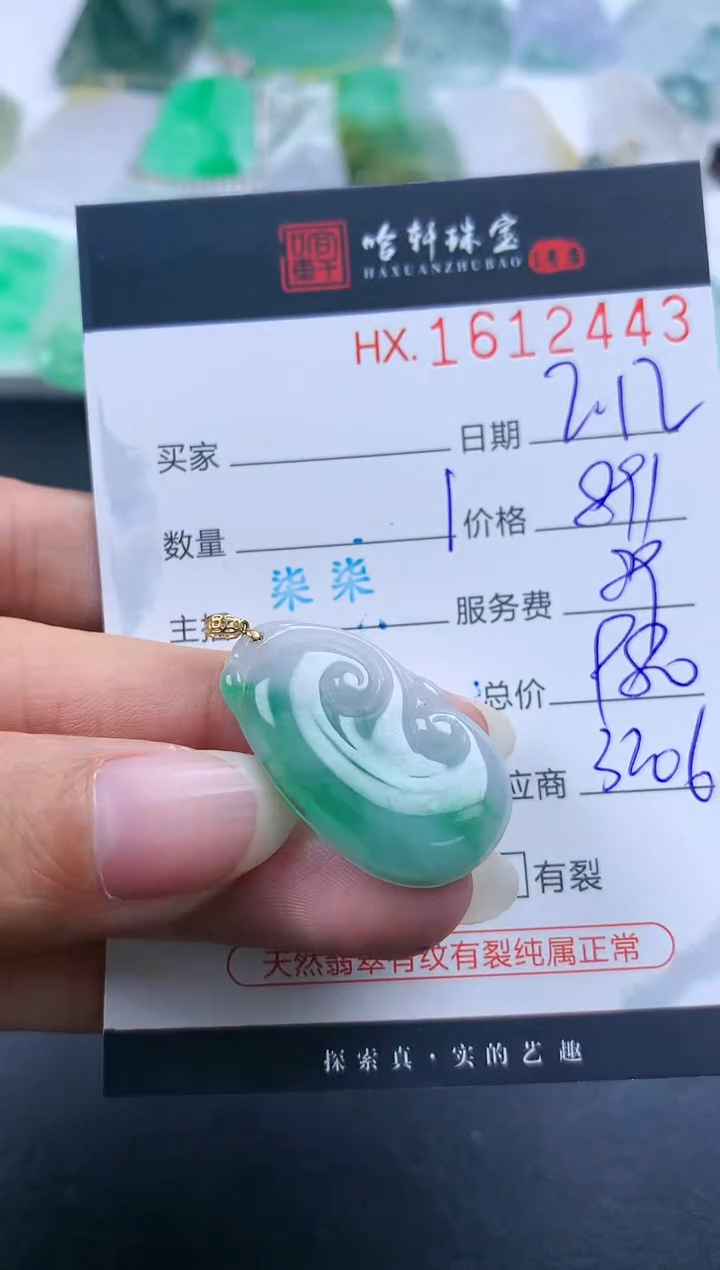 哈轩珠宝
HAXUANZHUBAO
HX.1612443
买家 日期 2.12
数量 1 价格 891
柒柒
主 服务费 89
总价 980
应商 3206
有裂
天然翡翠有纹有裂纯属正常
探索真·实的艺趣